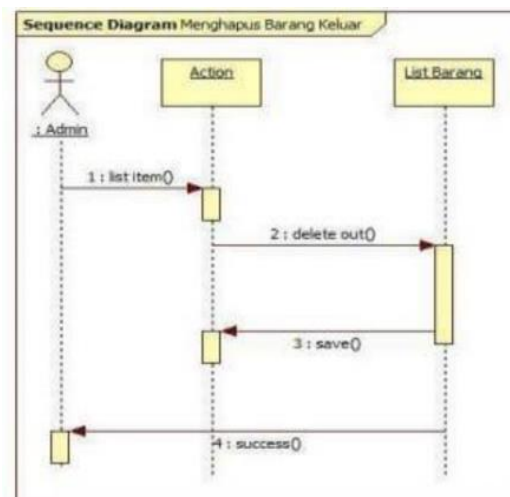 Sequence Diagram Menghapus Barang Keluar
Action
List Barang
: Admin
1 : list item()
2 : delete out()
3 : save()
4 : success()